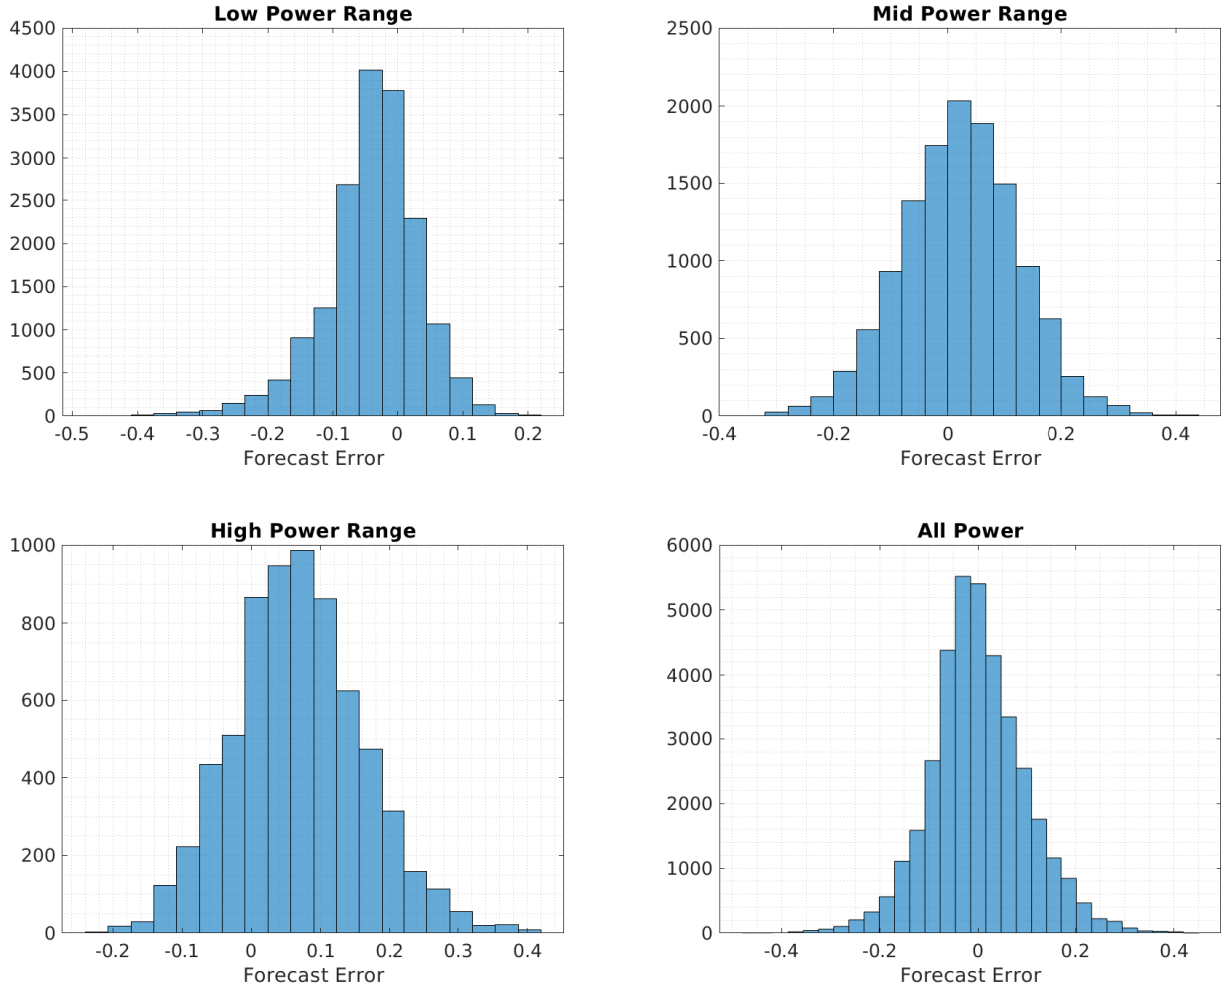 Low Power Range
4500
4000
3500
3000
2500
2000
1500
1000
500
0
-0.5 -0.4 -0.3 -0.2 -0.1 0 0.1 0.2
Forecast Error
Mid Power Range
2500
2000
1500
1000
500
0
-0.4 -0.2 0 0.2 0.4
Forecast Error
High Power Range
1000
800
600
400
200
0
-0.2 -0.1 0 0.1 0.2 0.3 0.4
Forecast Error
All Power
6000
5000
4000
3000
2000
1000
0
-0.4 -0.2 0 0.2 0.4
Forecast Error